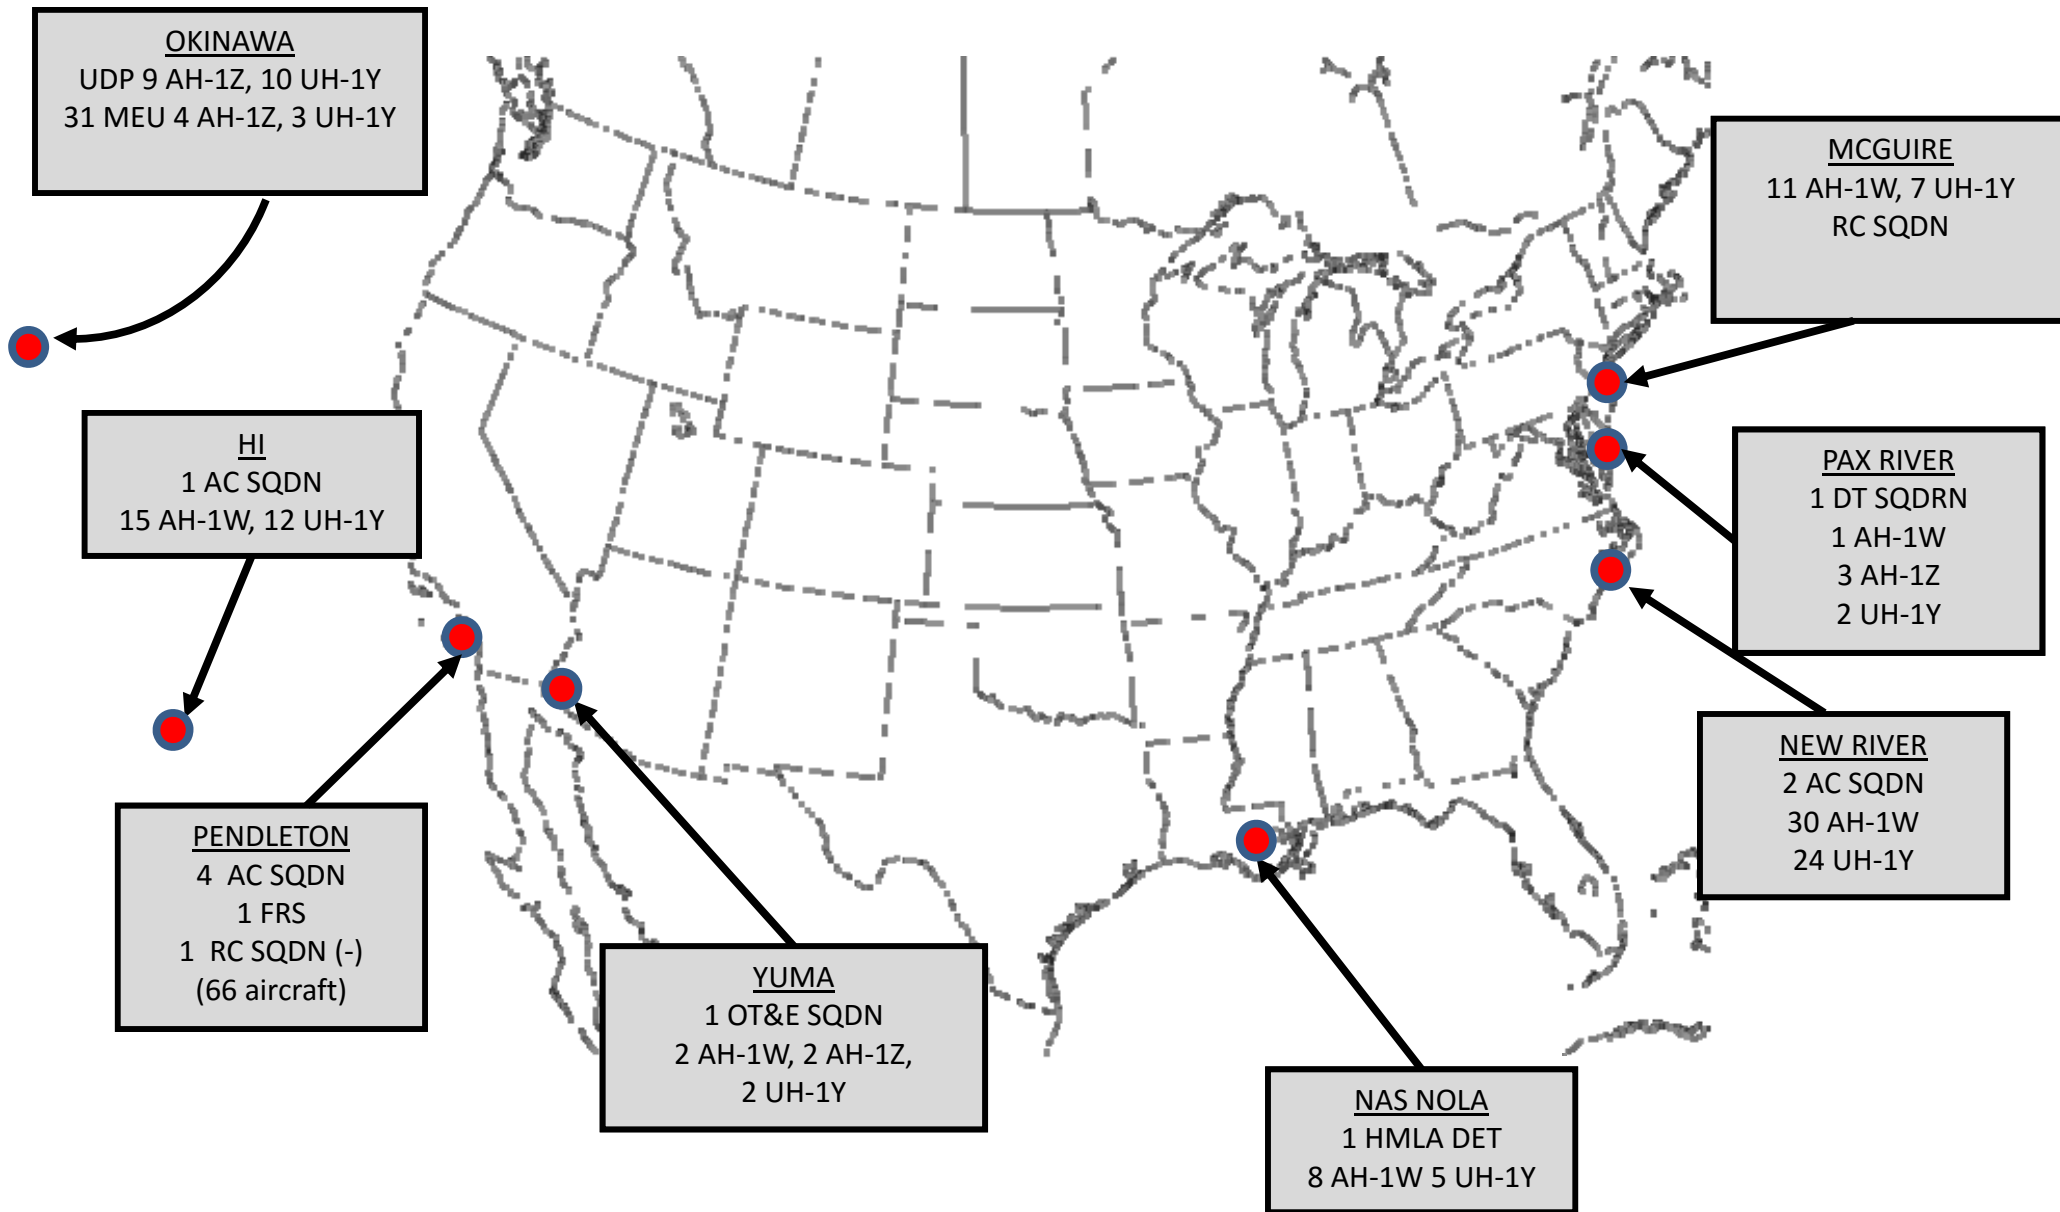 OKINAWA
UDP 9 AH-1Z, 10 UH-1Y
31 MEU 4 AH-1Z, 3 UH-1Y
MCGUIRE
11 AH-1W, 7 UH-1Y
RC SQDN
HI
1 AC SQDN
15 AH-1W, 12 UH-1Y
PAX RIVER
1 DT SQDRN
1 AH-1W
3 AH-1Z
2 UH-1Y
NEW RIVER
2 AC SQDN
30 AH-1W
24 UH-1Y
PENDLETON
4 AC SQDN
1 FRS
1 RC SQDN (-)
(66 aircraft)
YUMA
1 OT&E SQDN
2 AH-1W, 2 AH-1Z,
2 UH-1Y
NAS NOLA
1 HMLA DET
8 AH-1W 5 UH-1Y